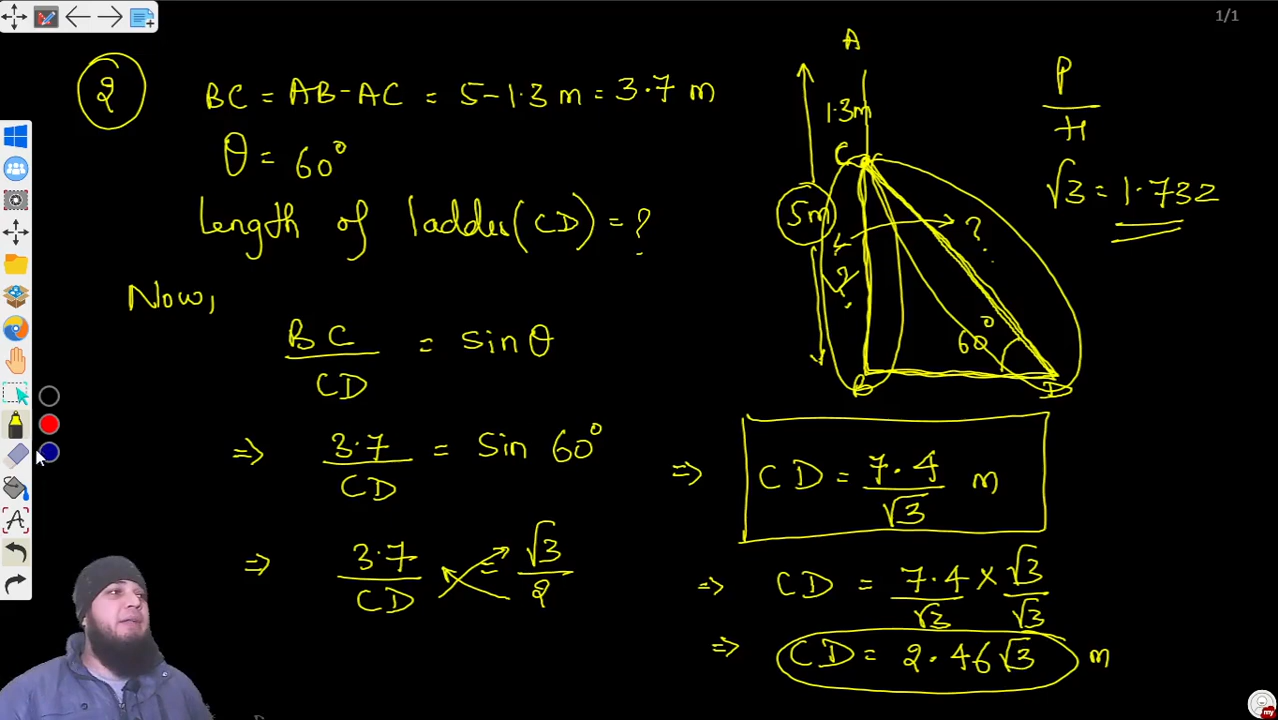 1/1
2
BC = AB-AC = 5-1.3 m = 3.7 m
θ = 60°
Length of ladder(CD) = ?
Now,
BC/CD = sin θ
⇒ 3.7/CD = Sin 60°
⇒ 3.7/CD = √3/2
A
1.3m
C
5m
?
?
60°
B
D
P/H
√3 = 1.732
⇒ CD = 7.4/√3 m
⇒ CD = 7.4/√3 × √3/√3
⇒ CD = 2.46√3 m